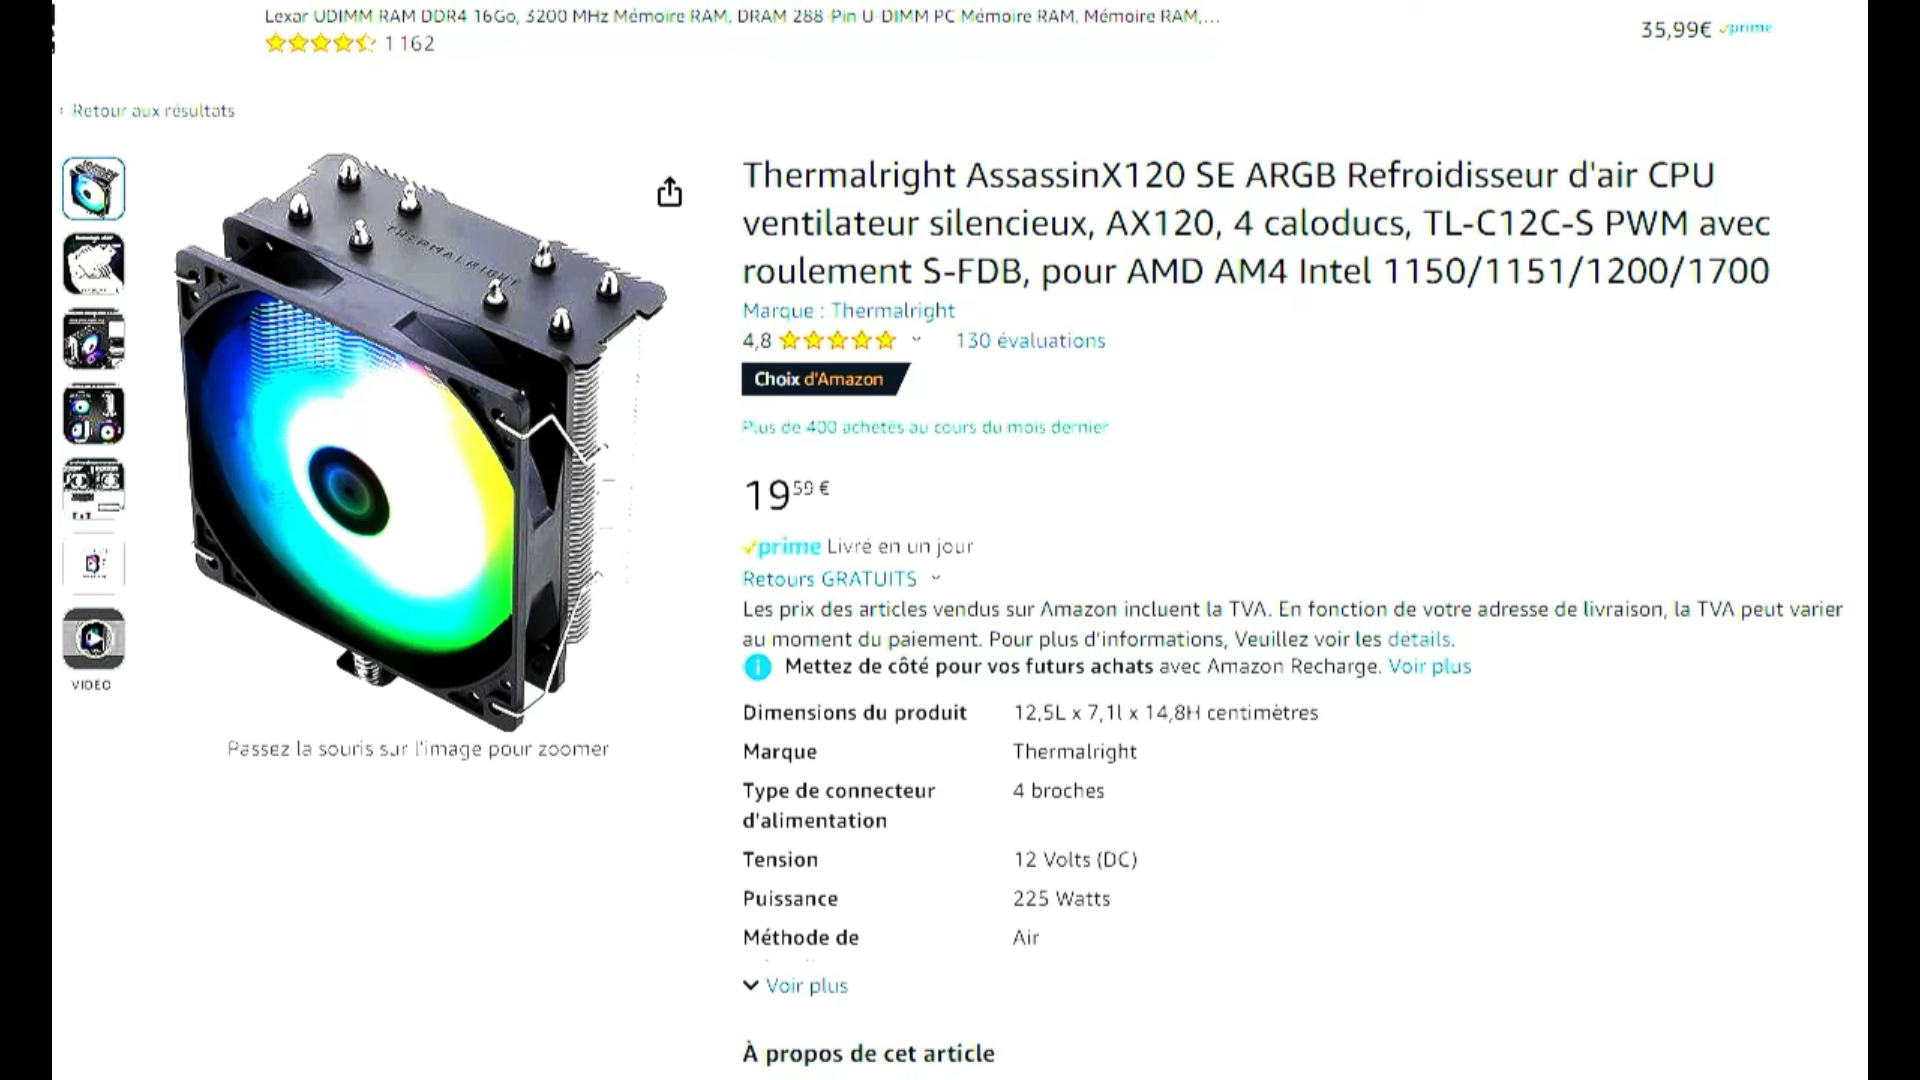 Lexar UDIMM RAM DDR4 16Go, 3200 MHz Mémoire RAM, DRAM 288-Pin U-DIMM PC Mémoire RAM, Mémoire RAM,...
1 162
35,99€ prime
‹ Retour aux résultats
THERMALRIGHT
Thermalright AssassinX120 SE ARGB Refroidisseur d'air CPU
ventilateur silencieux, AX120, 4 caloducs, TL-C12C-S PWM avec
roulement S-FDB, pour AMD AM4 Intel 1150/1151/1200/1700
Marque : Thermalright
4,8 130 évaluations
Choix d'Amazon
Plus de 400 achetés au cours du mois dernier
19 59 €
prime Livré en un jour
Retours GRATUITS
Les prix des articles vendus sur Amazon incluent la TVA. En fonction de votre adresse de livraison, la TVA peut varier
au moment du paiement. Pour plus d'informations, Veuillez voir les détails.
i Mettez de côté pour vos futurs achats avec Amazon Recharge. Voir plus
VIDEO
Passez la souris sur l'image pour zoomer
Dimensions du produit 12,5L x 7,1l x 14,8H centimètres
Marque Thermalright
Type de connecteur 4 broches
d'alimentation
Tension 12 Volts (DC)
Puissance 225 Watts
Méthode de Air
Voir plus
À propos de cet article